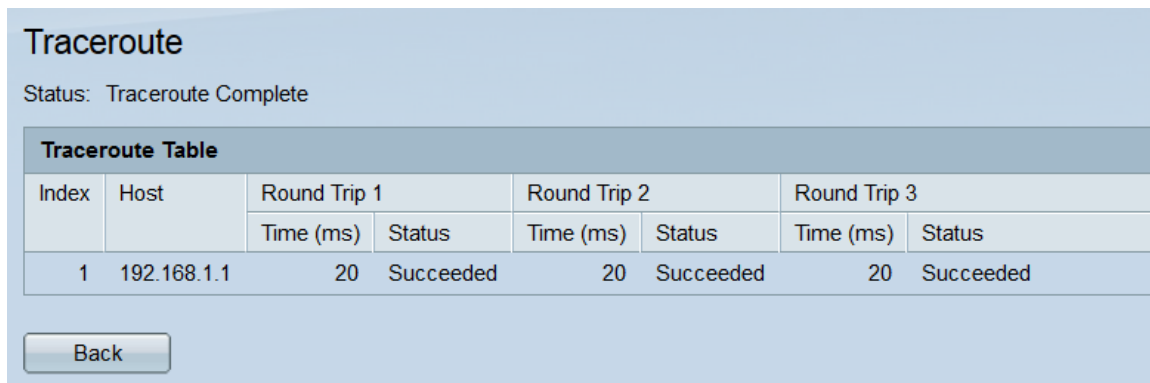 Traceroute
Status: Traceroute Complete
Traceroute Table
Index Host Round Trip 1 Round Trip 2 Round Trip 3
Time (ms) Status Time (ms) Status Time (ms) Status
1 192.168.1.1 20 Succeeded 20 Succeeded 20 Succeeded
Back